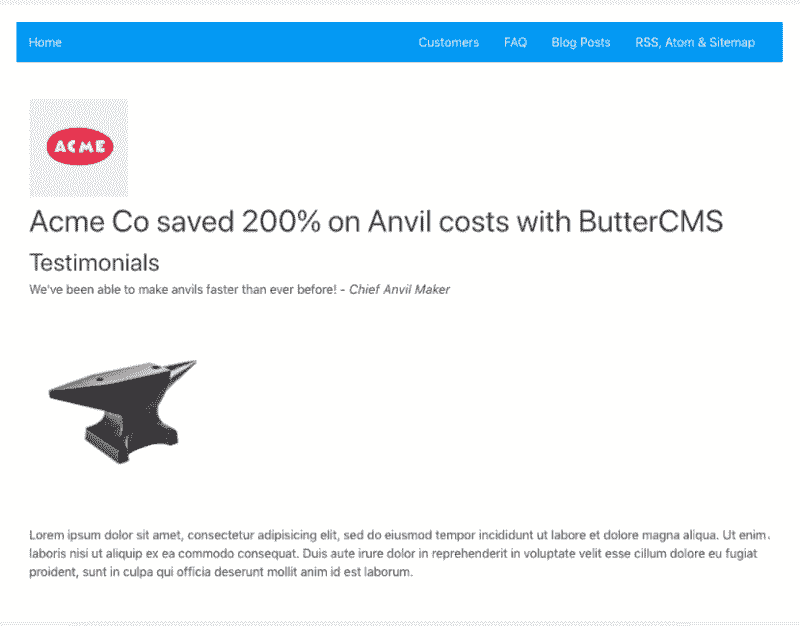 Home Customers FAQ Blog Posts RSS, Atom & Sitemap
ACME
Acme Co saved 200% on Anvil costs with ButterCMS
Testimonials
We've been able to make anvils faster than ever before! - Chief Anvil Maker
Lorem ipsum dolor sit amet, consectetur adipisicing elit, sed do eiusmod tempor incididunt ut labore et dolore magna aliqua. Ut enim
laboris nisi ut aliquip ex ea commodo consequat. Duis aute irure dolor in reprehenderit in voluptate velit esse cillum dolore eu fugiat
proident, sunt in culpa qui officia deserunt mollit anim id est laborum.